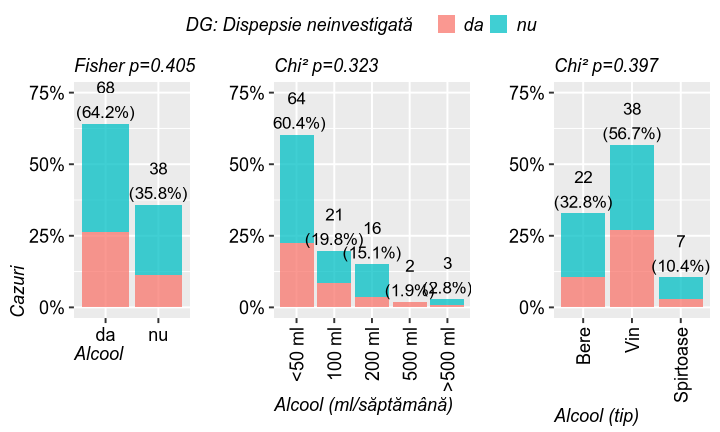 DG: Dispepsie neinvestigată da nu
Fisher p=0.405
Chi² p=0.323
Chi² p=0.397
Cazuri
75%
50%
25%
0%
68
(64.2%)
38
(35.8%)
da
nu
Alcool
75%
50%
25%
0%
64
60.4%)
21
(19.8%)
16
(15.1%)
2
(1.9%)
3
(2.8%)
<50 ml
100 ml
200 ml
500 ml
>500 ml
Alcool (ml/săptămână)
75%
50%
25%
0%
22
(32.8%)
38
(56.7%)
7
(10.4%)
Bere
Vin
Spirtoase
Alcool (tip)